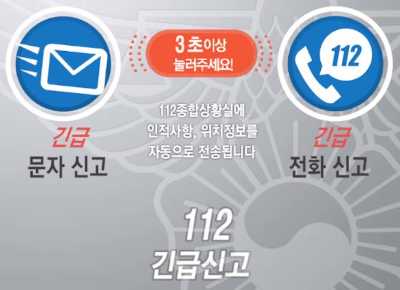 3초이상
눌러주세요!
112
112종합상황실에
인적사항, 위치정보를
자동으로 전송됩니다
긴급
문자 신고
긴급
전화 신고
112
긴급신고